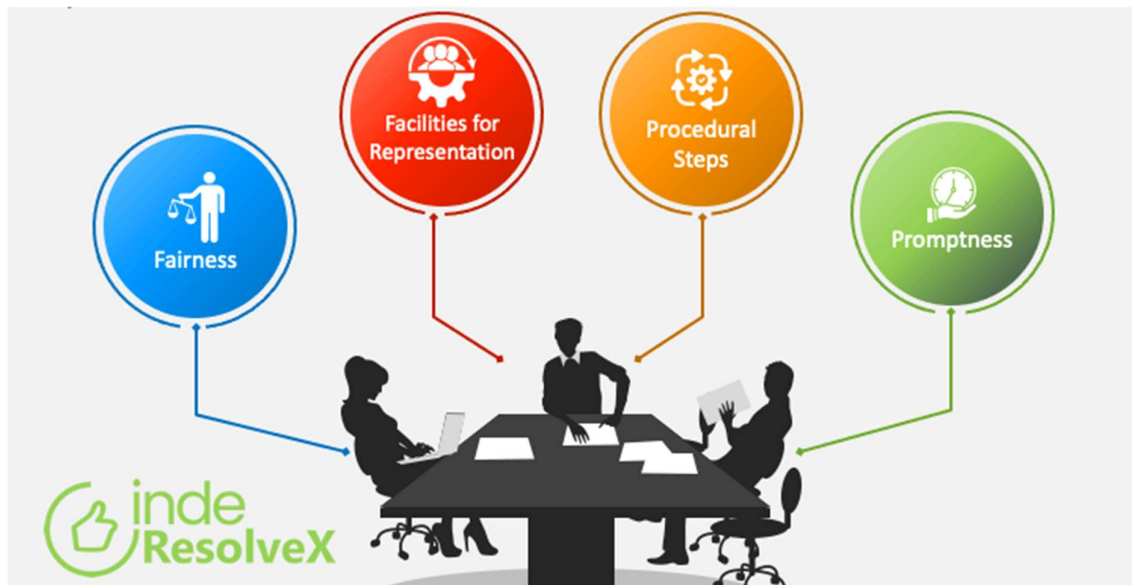 Fairness
Facilities for
Representation
Procedural
Steps
Promptness
inde
ResolveX